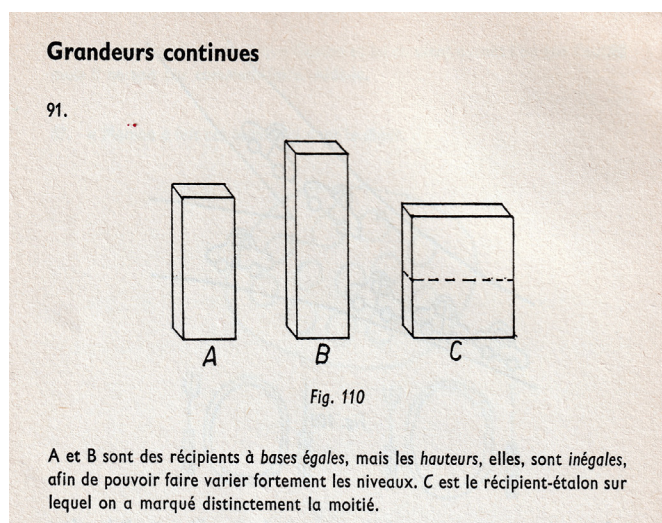 Grandeurs continues
91.
A
B
C
Fig. 110
A et B sont des récipients à bases égales, mais les hauteurs, elles, sont inégales,
afin de pouvoir faire varier fortement les niveaux. C est le récipient-étalon sur
lequel on a marqué distinctement la moitié.